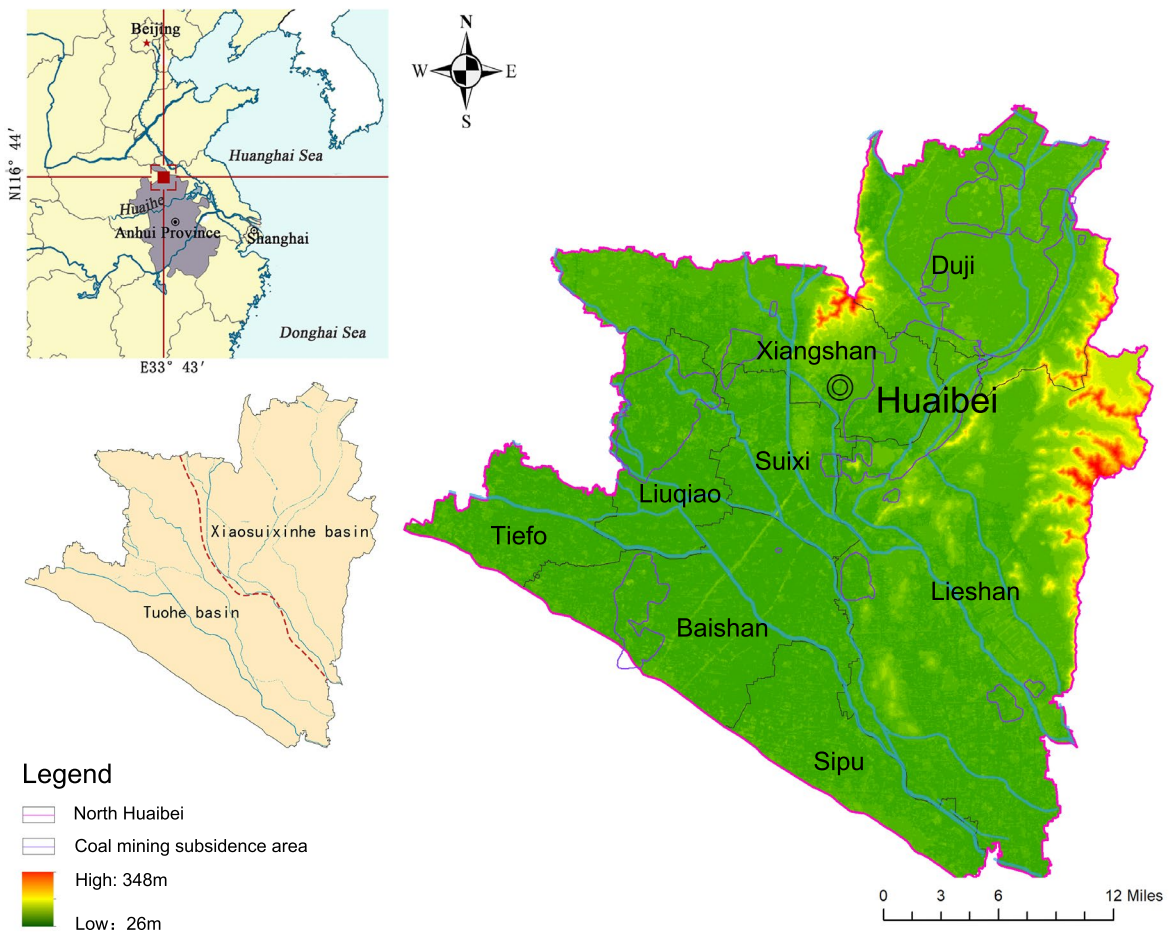 Beijing
N116° 44′
Huanghai Sea
Huaihe
Anhui Province
Shanghai
Donghai Sea
E33° 43′
N
W
E
S
Duji
Xiangshan
Huaibei
Suixi
Liuqiao
Tiefo
Lieshan
Baishan
Sipu
Xiaosuixinhe basin
Tuohe basin
Legend
North Huaibei
Coal mining subsidence area
High: 348m
Low：26m
0 3 6 12 Miles